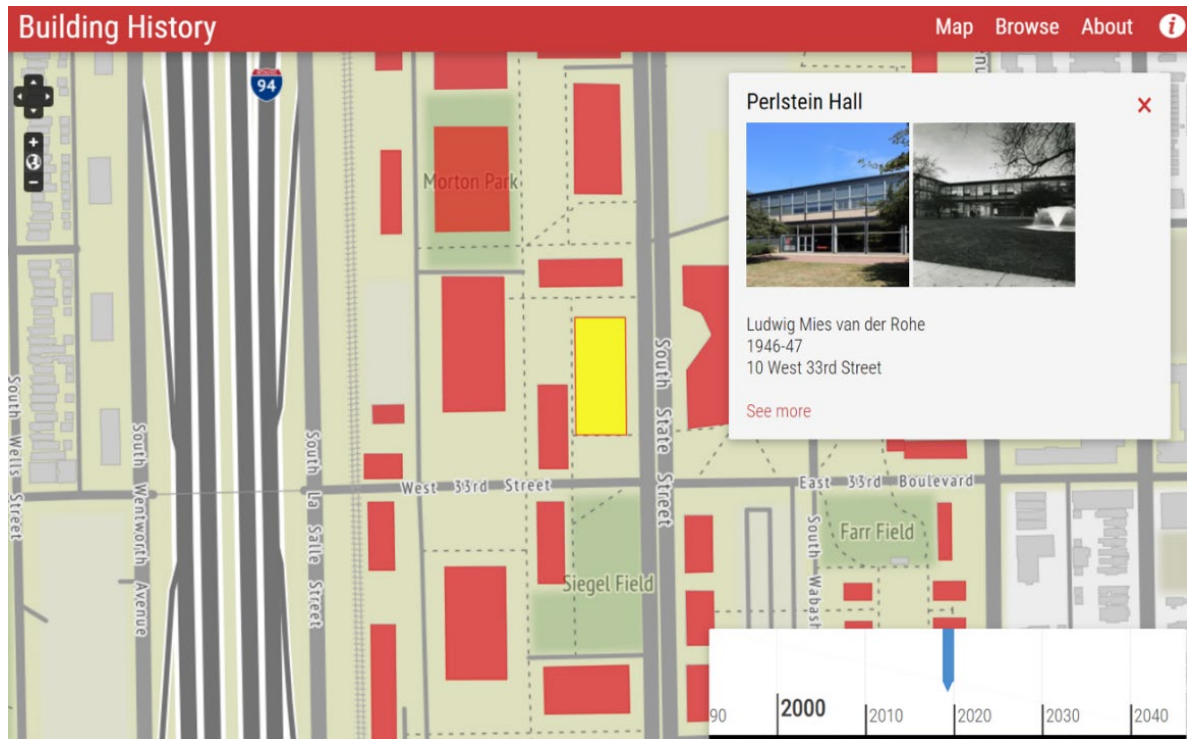 Building History
Map Browse About i
94
Perlstein Hall
x
Morton Park
Ludwig Mies van der Rohe
1946-47
10 West 33rd Street
See more
South State Street
South Wells Street
South Wentworth Avenue
South La Salle Street
West 33rd Street
East 33rd Boulevard
South Wabash
Farr Field
Siegel Field
90 2000 2010 2020 2030 2040